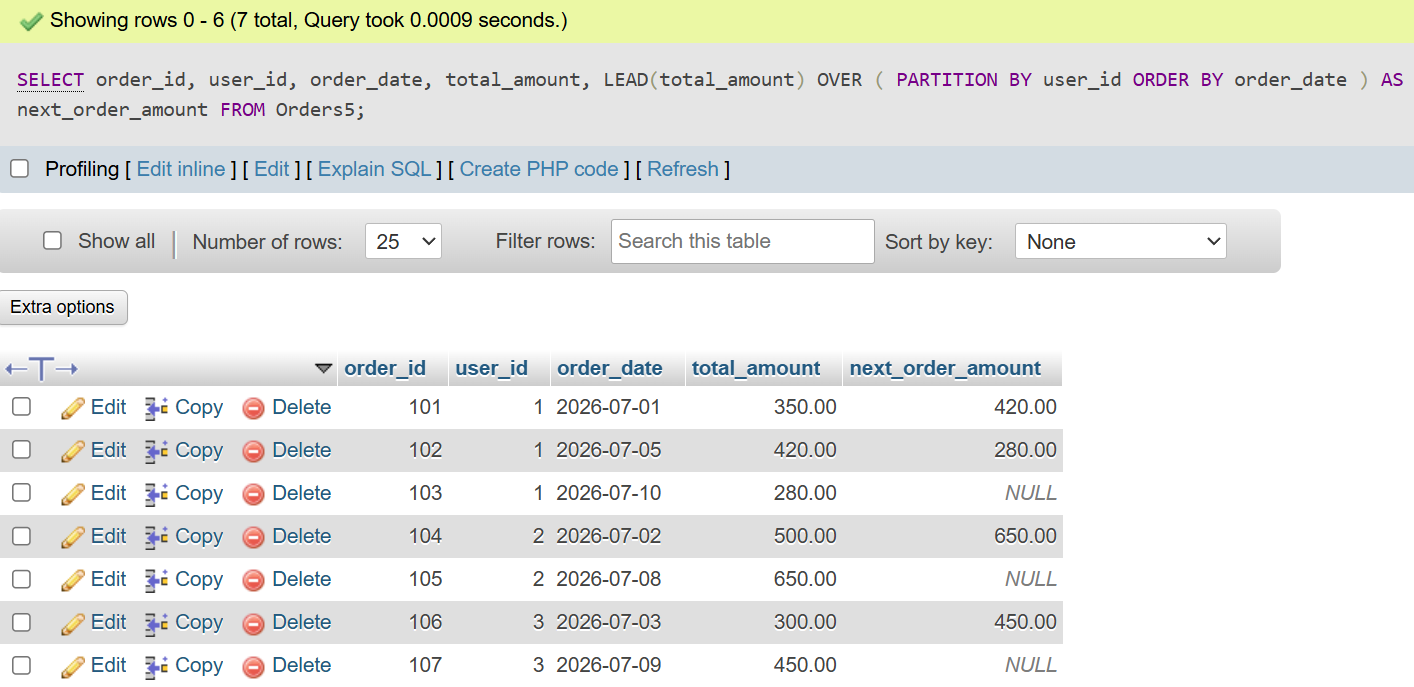 Showing rows 0 - 6 (7 total, Query took 0.0009 seconds.)
SELECT order_id, user_id, order_date, total_amount, LEAD(total_amount) OVER ( PARTITION BY user_id ORDER BY order_date ) AS
next_order_amount FROM Orders5;
Profiling [ Edit inline ] [ Edit ] [ Explain SQL ] [ Create PHP code ] [ Refresh ]
Show all | Number of rows: 25 Filter rows: Search this table Sort by key: None
Extra options
order_id user_id order_date total_amount next_order_amount
Edit Copy Delete 101 1 2026-07-01 350.00 420.00
Edit Copy Delete 102 1 2026-07-05 420.00 280.00
Edit Copy Delete 103 1 2026-07-10 280.00 NULL
Edit Copy Delete 104 2 2026-07-02 500.00 650.00
Edit Copy Delete 105 2 2026-07-08 650.00 NULL
Edit Copy Delete 106 3 2026-07-03 300.00 450.00
Edit Copy Delete 107 3 2026-07-09 450.00 NULL